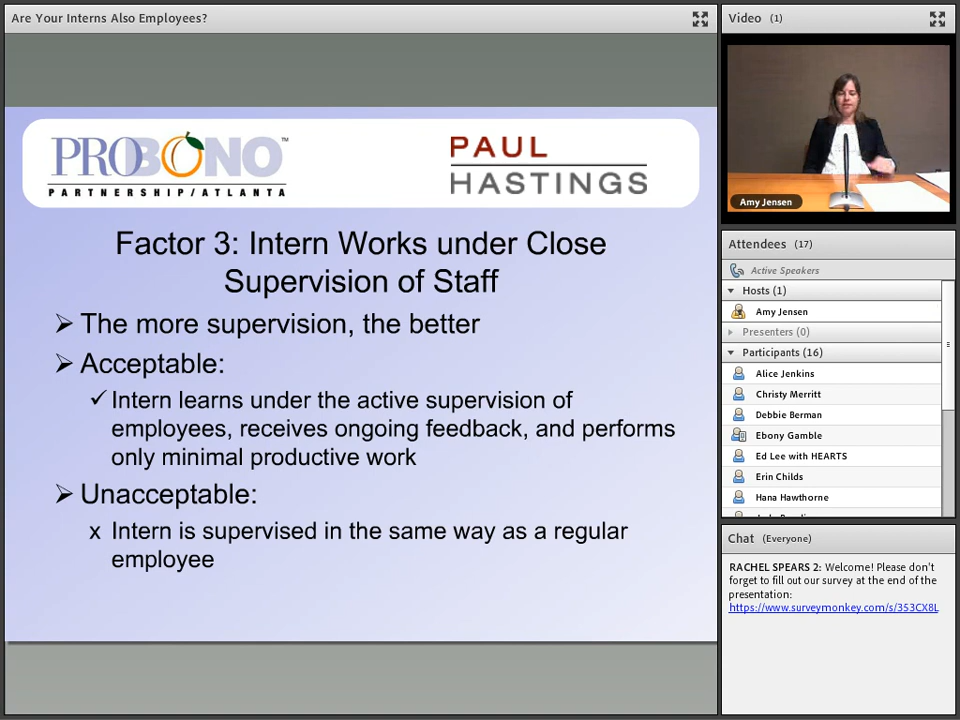 Are Your Interns Also Employees?
PROBONO™
PARTNERSHIP/ATLANTA
PAUL
HASTINGS
Factor 3: Intern Works under Close
Supervision of Staff
The more supervision, the better
Acceptable:
Intern learns under the active supervision of
employees, receives ongoing feedback, and performs
only minimal productive work
Unacceptable:
x Intern is supervised in the same way as a regular
employee
Video (1)
Amy Jensen
Attendees (17)
Active Speakers
Hosts (1)
Amy Jensen
Presenters (0)
Participants (16)
Alice Jenkins
Christy Merritt
Debbie Berman
Ebony Gamble
Ed Lee with HEARTS
Erin Childs
Hana Hawthorne
Chat (Everyone)
RACHEL SPEARS 2: Welcome! Please don't
forget to fill out our survey at the end of the
presentation:
https://www.surveymonkey.com/s/353CX8L